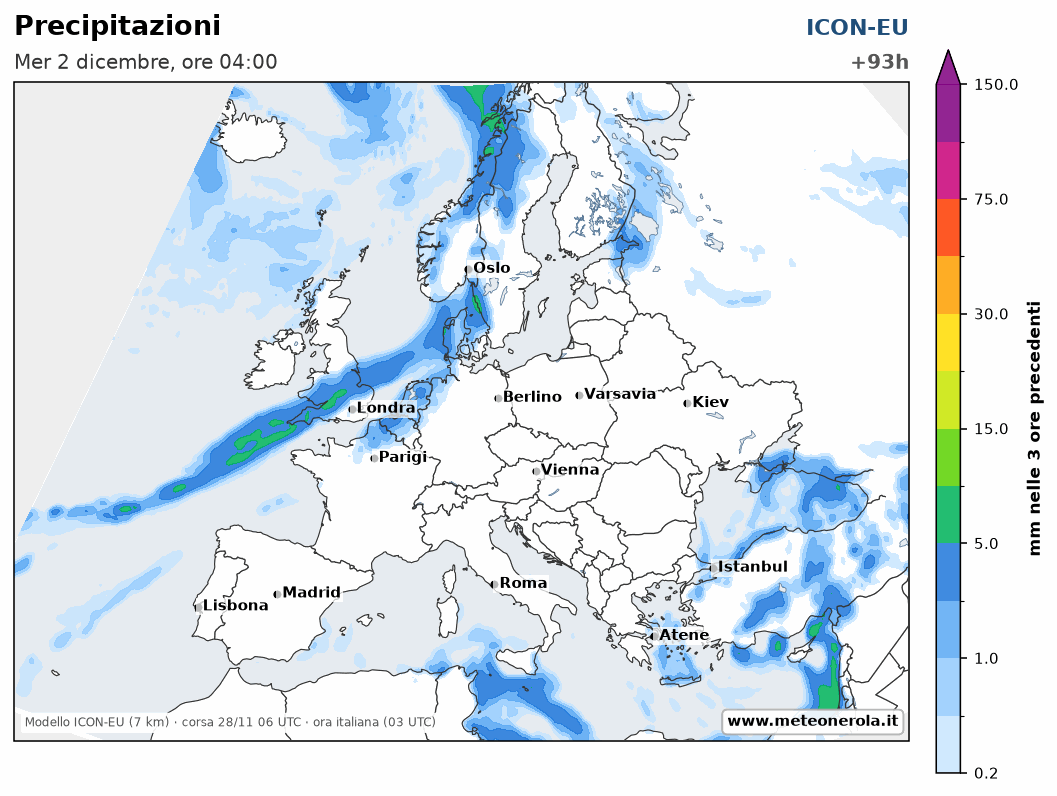 Precipitazioni
ICON-EU
Mer 2 dicembre, ore 04:00
+93h
150.0
75.0
30.0
15.0
5.0
1.0
0.2
mm nelle 3 ore precedenti
Oslo
Londra
Berlino
Varsavia
Kiev
Parigi
Vienna
Istanbul
Roma
Madrid
Lisbona
Atene
Modello ICON-EU (7 km) · corsa 28/11 06 UTC · ora italiana (03 UTC)
www.meteonerola.it